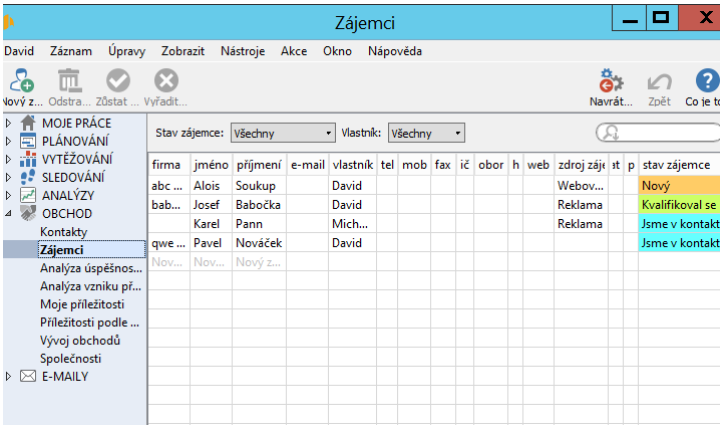 Zájemci
David Záznam Úpravy Zobrazit Nástroje Akce Okno Nápověda
Nový z... Odstra... Zůstat ... Vyřadit... Navrát... Zpět Co je to
MOJE PRÁCE
PLÁNOVÁNÍ
VYTĚŽOVÁNÍ
SLEDOVÁNÍ
ANALÝZY
OBCHOD
Kontakty
Zájemci
Analýza úspěšnos...
Analýza vzniku př...
Moje příležitosti
Příležitosti podle ...
Vývoj obchodů
Společnosti
E-MAILY
Stav zájemce: Všechny Vlastník: Všechny
firma jméno příjmení e-mail vlastník tel mob fax ič obor h web zdroj záje st p stav zájemce
abc ... Alois Soukup David Webov... Nový
bab... Josef Babočka David Reklama Kvalifikoval se
Karel Pann Mich... Reklama Jsme v kontakt
qwe ... Pavel Nováček David Jsme v kontakt
Nov... Nov... Nový z...